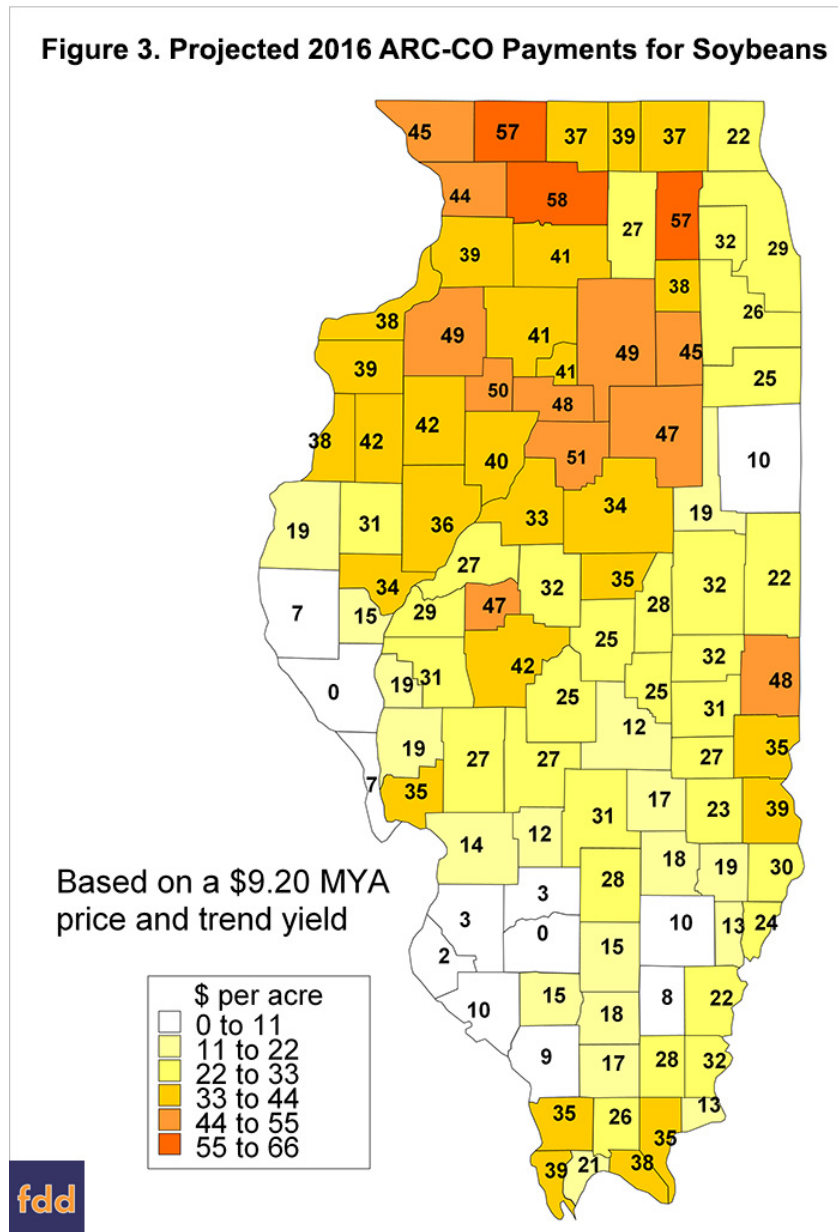 Figure 3. Projected 2016 ARC-CO Payments for Soybeans
45 57 37 39 37 22
44 58 27 57 32 29
39 41 38 26
38 49 41 49 45
39 50 41 48 25
38 42 42 40 51 47 10
19 31 36 33 34 19
7 34 27 32 35 32 22
15 29 47 28
0 19 31 42 25 32 48
25 25 31
7 19 27 27 12 27 35
35 31 17 23 39
14 12 18 19 30
Based on a $9.20 MYA
price and trend yield
3 3 28 10 13 24
2 0 15
10 15 18 8 22
9 17 28 32
35 26 35 13
39 21 38
$ per acre
0 to 11
11 to 22
22 to 33
33 to 44
44 to 55
55 to 66
fdd